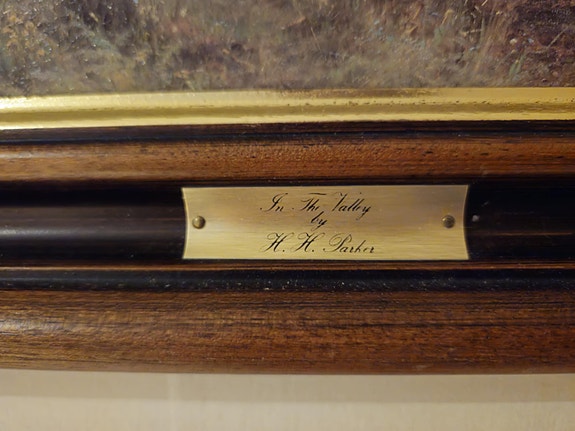 In The Valley
by
H. H. Parker